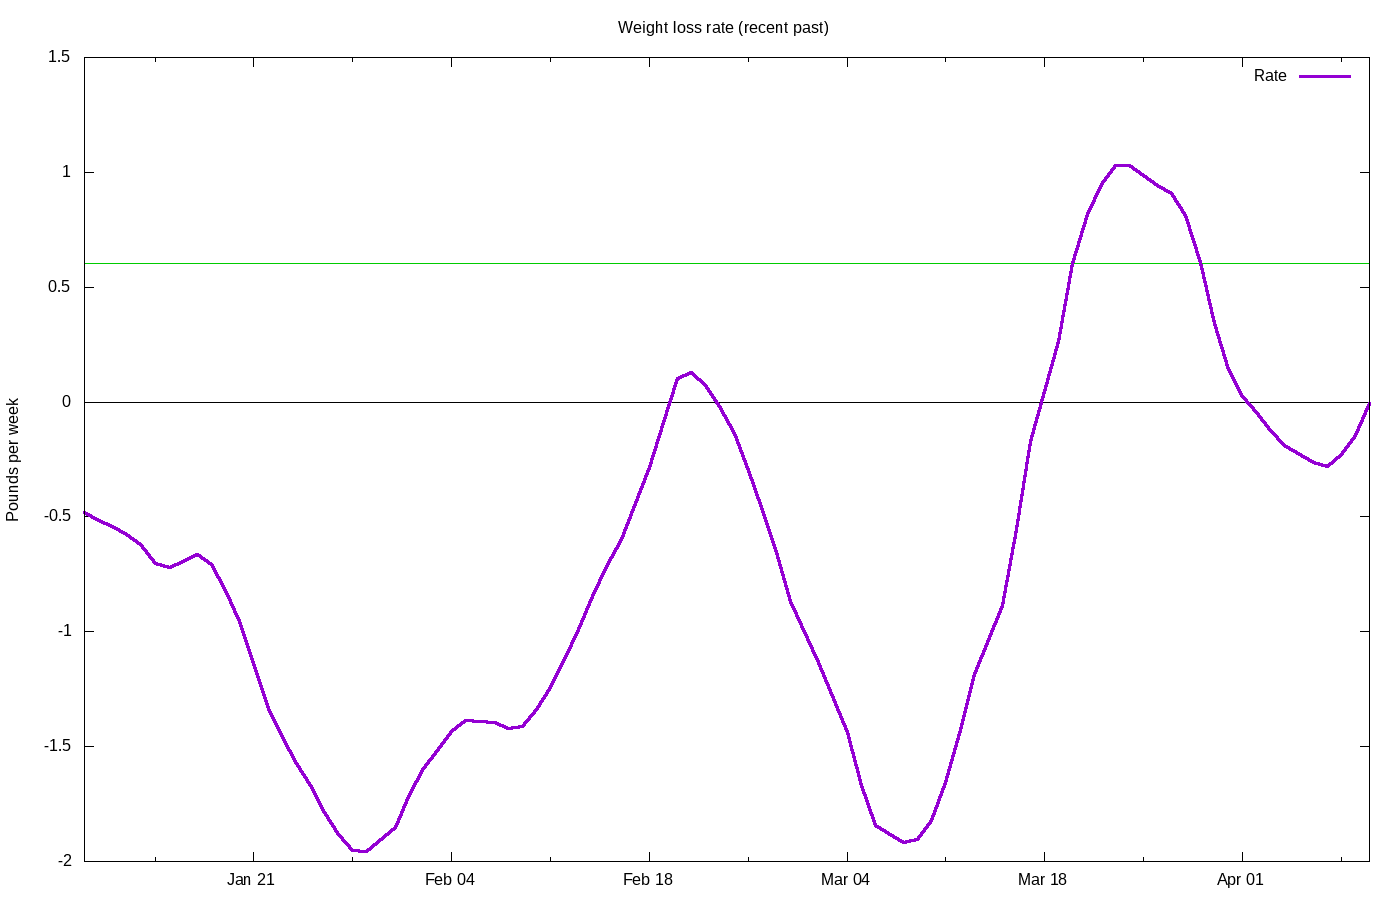 Weight loss rate (recent past)
1.5
Rate
1
0.5
0
-0.5
-1
-1.5
-2
Pounds per week
Jan 21
Feb 04
Feb 18
Mar 04
Mar 18
Apr 01